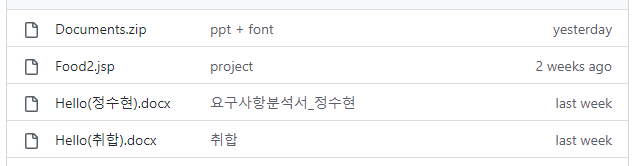 Documents.zip ppt + font yesterday
Food2.jsp project 2 weeks ago
Hello(정수현).docx 요구사항분석서_정수현 last week
Hello(취합).docx 취합 last week